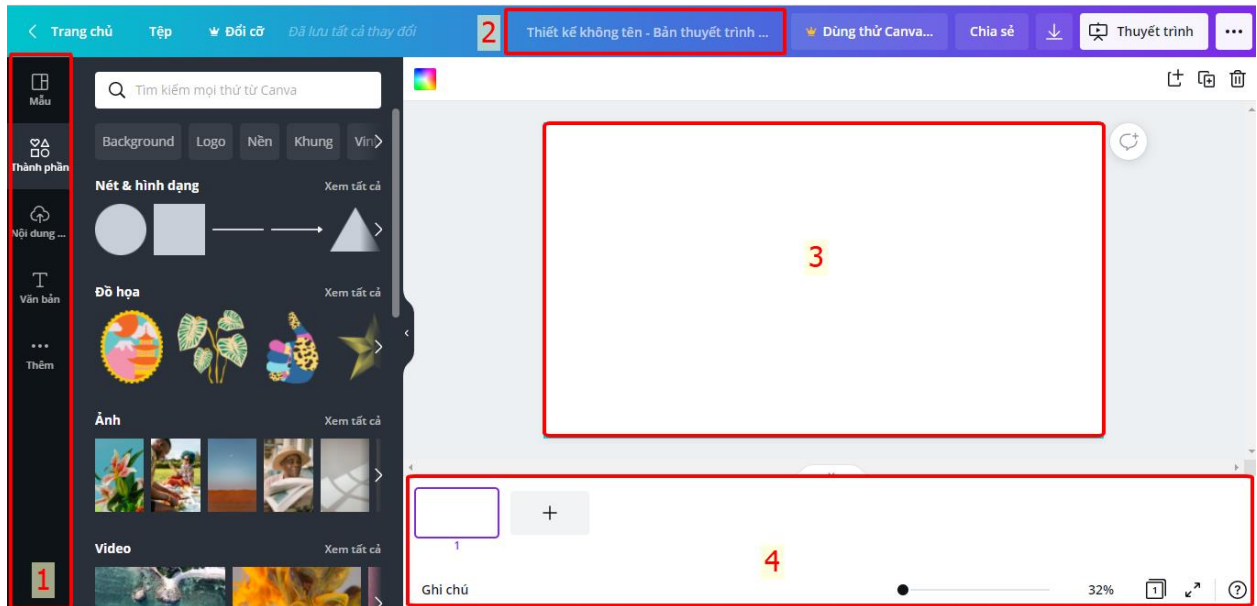 Trang chủ Tệp Đổi cỡ Đã lưu tất cả thay đổi 2 Thiết kế không tên - Bản thuyết trình ... Dùng thử Canva... Chia sẻ Thuyết trình
Mẫu
Thành phần
Nội dung ...
Văn bản
Thêm
1
Tìm kiếm mọi thứ từ Canva
Background Logo Nền Khung Vin
Nét & hình dạng Xem tất cả
Đồ họa Xem tất cả
Ảnh Xem tất cả
Video Xem tất cả
3
1
4
Ghi chú 32% 1 ?